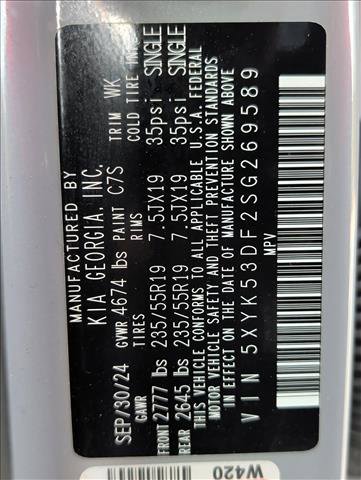 MANUFACTURED BY
KIA GEORGIA, INC.
SEP/30/24 GVWR 4674 lbs PAINT C7S TRIM WK
GAWR TIRES RIMS COLD TIRE INF
FRONT 2777 lbs 235/55R19 7.5JX19 35psi SINGLE
REAR 2645 lbs 235/55R19 7.5JX19 35psi SINGLE
THIS VEHICLE CONFORMS TO ALL APPLICABLE U.S.A. FEDERAL
MOTOR VEHICLE SAFETY AND THEFT PREVENTION STANDARDS
IN EFFECT ON THE DATE OF MANUFACTURE SHOWN ABOVE
VIN 5XYK53DF2SG269589
MPV
W420